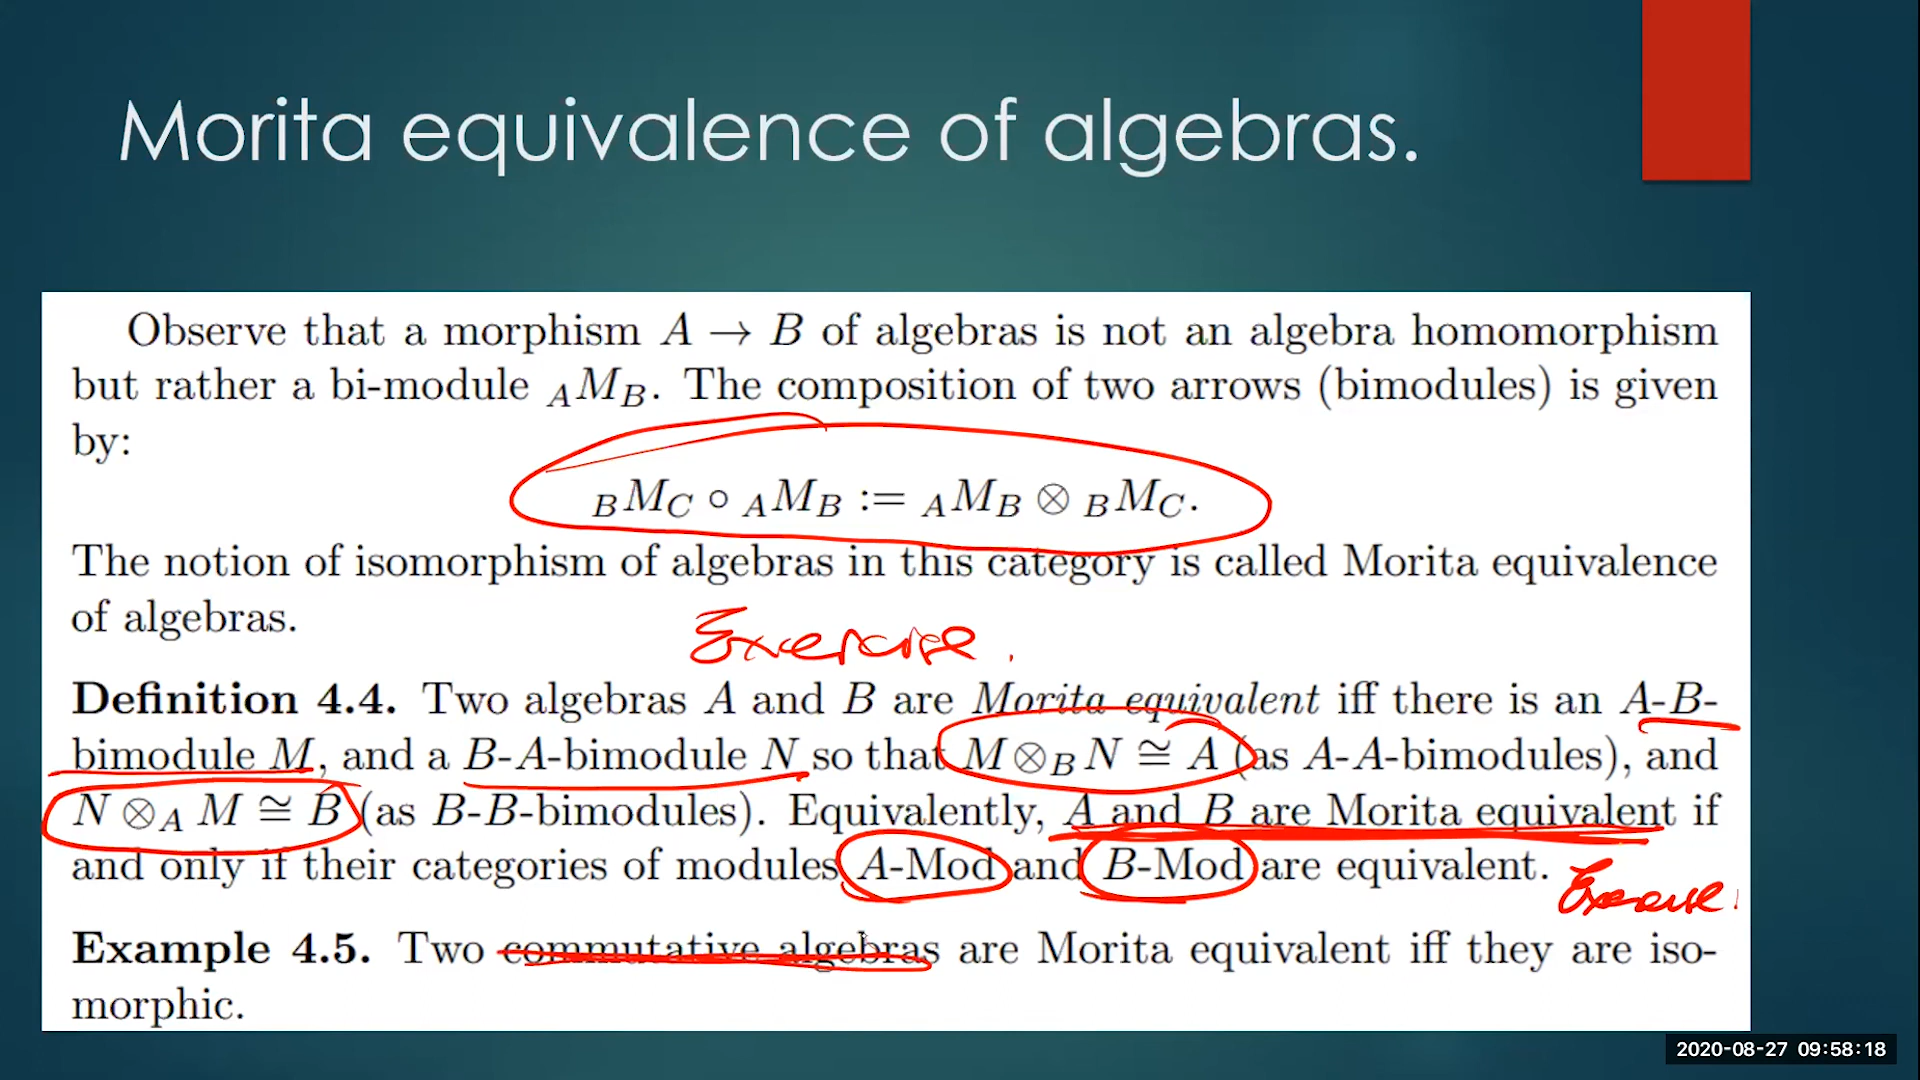 Morita equivalence of algebras.
Observe that a morphism A → B of algebras is not an algebra homomorphism
but rather a bi-module ₐM_B. The composition of two arrows (bimodules) is given
by:
_BM_C ∘ _AM_B := _AM_B ⊗ _BM_C.
The notion of isomorphism of algebras in this category is called Morita equivalence
of algebras.
Exercise.
Definition 4.4. Two algebras A and B are Morita equivalent iff there is an A-B-
bimodule M, and a B-A-bimodule N so that M ⊗_B N ≅ A (as A-A-bimodules), and
N ⊗_A M ≅ B (as B-B-bimodules). Equivalently, A and B are Morita equivalent if
and only if their categories of modules A-Mod and B-Mod are equivalent.
Exercise.
Example 4.5. Two commutative algebras are Morita equivalent iff they are iso-
morphic.
2020-08-27 09:58:18